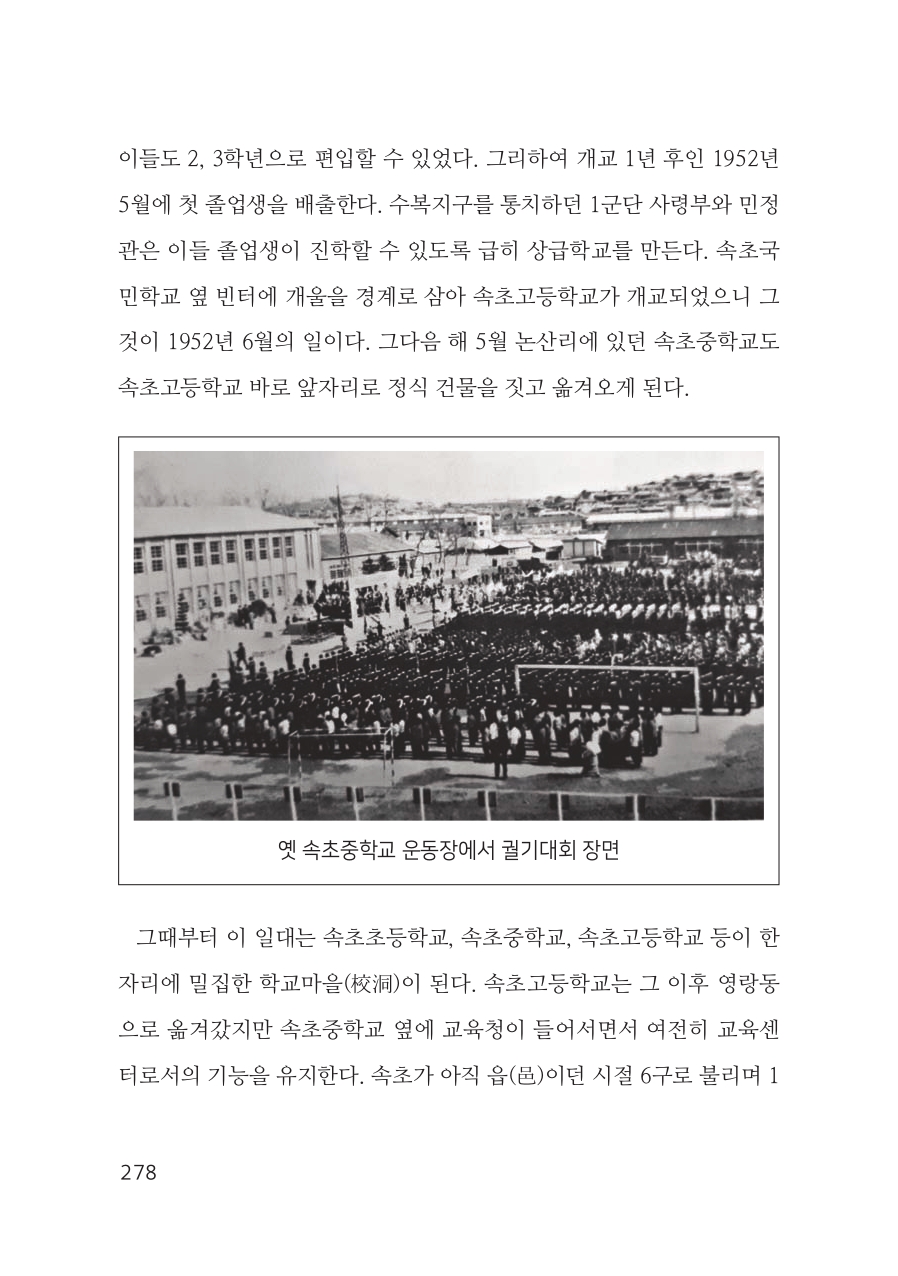 이들도 2, 3학년으로 편입할 수 있었다. 그리하여 개교 1년 후인 1952년
5월에 첫 졸업생을 배출한다. 수복지구를 통치하던 1군단 사령부와 민정
관은 이들 졸업생이 진학할 수 있도록 급히 상급학교를 만든다. 속초국
민학교 옆 빈터에 개울을 경계로 삼아 속초고등학교가 개교되었으니 그
것이 1952년 6월의 일이다. 그다음 해 5월 논산리에 있던 속초중학교도
속초고등학교 바로 앞자리로 정식 건물을 짓고 옮겨오게 된다.
옛 속초중학교 운동장에서 궐기대회 장면
그때부터 이 일대는 속초초등학교, 속초중학교, 속초고등학교 등이 한
자리에 밀집한 학교마을(校洞)이 된다. 속초고등학교는 그 이후 영랑동
으로 옮겨갔지만 속초중학교 옆에 교육청이 들어서면서 여전히 교육센
터로서의 기능을 유지한다. 속초가 아직 읍(邑)이던 시절 6구로 불리며 1
278